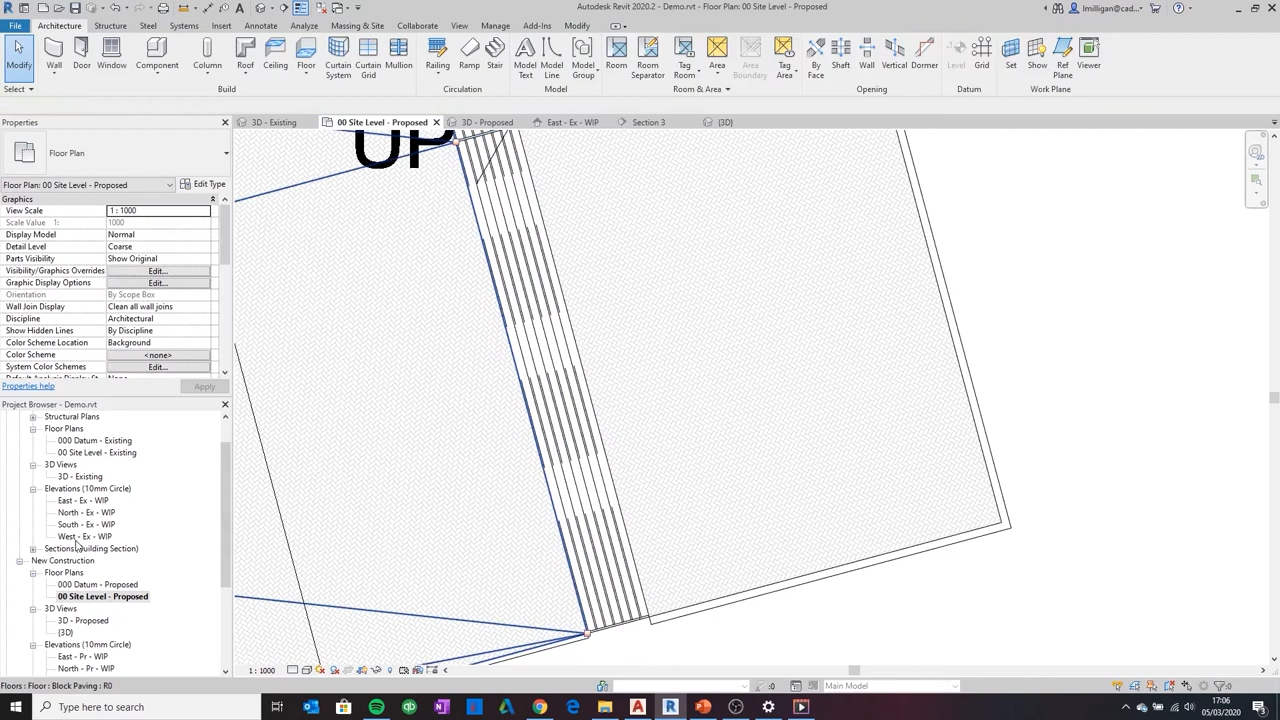 Autodesk Revit 2020.2 - Demo.rvt - Floor Plan: 00 Site Level - Proposed
lmilligan@cad...
File Architecture Structure Steel Systems Insert Annotate Analyze Massing & Site Collaborate View Manage Add-Ins Modify
Modify Wall Door Window Component Column Roof Ceiling Floor Curtain System Curtain Grid Mullion Railing Ramp Stair Model Text Model Line Model Group Room Room Separator Tag Room Area Area Boundary Tag Area By Face Shaft Wall Vertical Dormer Level Grid Set Show Ref Plane Viewer
Select Build Circulation Model Room & Area Opening Datum Work Plane
Properties
3D - Existing 00 Site Level - Proposed 3D - Proposed East - Ex - WIP Section 3 {3D}
UP
Floor Plan
Floor Plan: 00 Site Level - Proposed Edit Type
Graphics
View Scale 1 : 1000
Scale Value 1: 1000
Display Model Normal
Detail Level Coarse
Parts Visibility Show Original
Visibility/Graphics Overrides Edit...
Graphic Display Options Edit...
Orientation By Scope Box
Wall Join Display Clean all wall joins
Discipline Architectural
Show Hidden Lines By Discipline
Color Scheme Location Background
Color Scheme <none>
System Color Schemes Edit...
Properties help Apply
Project Browser - Demo.rvt
Structural Plans
Floor Plans
000 Datum - Existing
00 Site Level - Existing
3D Views
3D - Existing
Elevations (10mm Circle)
East - Ex - WIP
North - Ex - WIP
South - Ex - WIP
West - Ex - WIP
Sections (Building Section)
New Construction
Floor Plans
000 Datum - Proposed
00 Site Level - Proposed
3D Views
3D - Proposed
{3D}
Elevations (10mm Circle)
East - Pr - WIP
North - Pr - WIP
1 : 1000
Floors : Floor : Block Paving : R0
:0 Main Model :0
Type here to search
17:06
05/03/2020